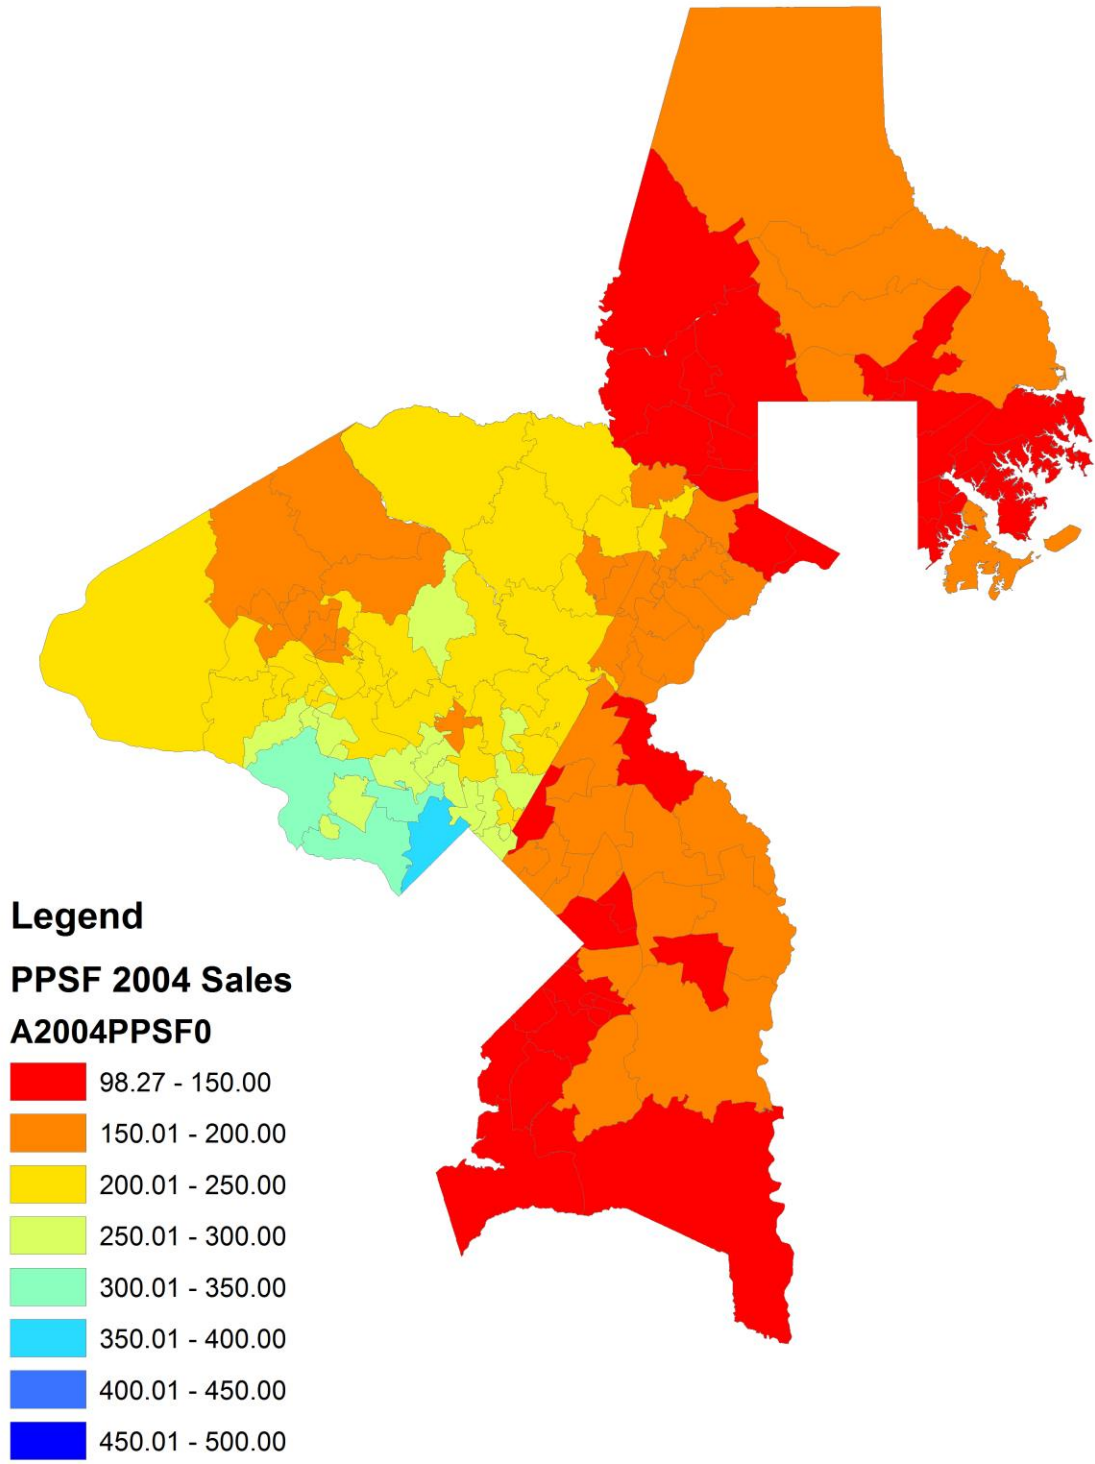 Legend
PPSF 2004 Sales
A2004PPSF0
98.27 - 150.00
150.01 - 200.00
200.01 - 250.00
250.01 - 300.00
300.01 - 350.00
350.01 - 400.00
400.01 - 450.00
450.01 - 500.00